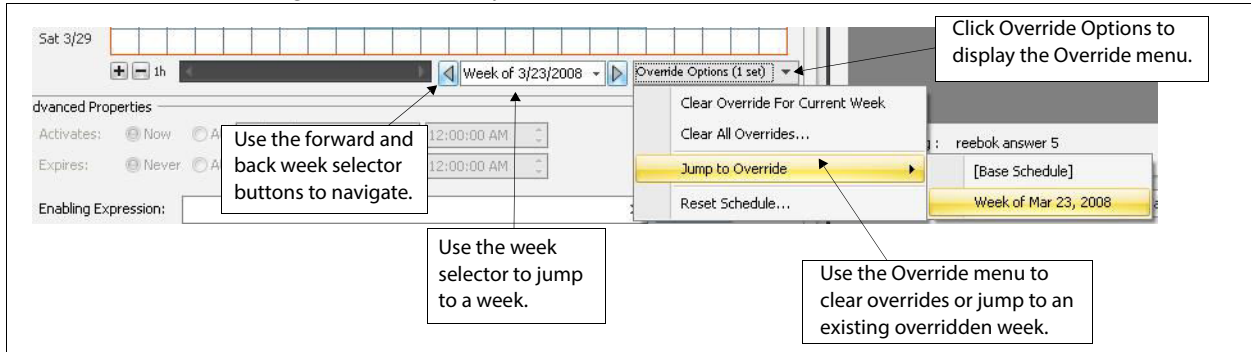 Sat 3/29
Click Override Options to
display the Override menu.
1h
Week of 3/23/2008
Override Options (1 set)
dvanced Properties
Clear Override For Current Week
Activates:
Now
A
12:00:00 AM
Use the forward and
back week selector
buttons to navigate.
Clear All Overrides...
reebok answer 5
Expires:
Never
A
12:00:00 AM
Jump to Override
[Base Schedule]
Enabling Expression:
Reset Schedule...
Week of Mar 23, 2008
Use the week
selector to jump
to a week.
Use the Override menu to
clear overrides or jump to an
existing overridden week.